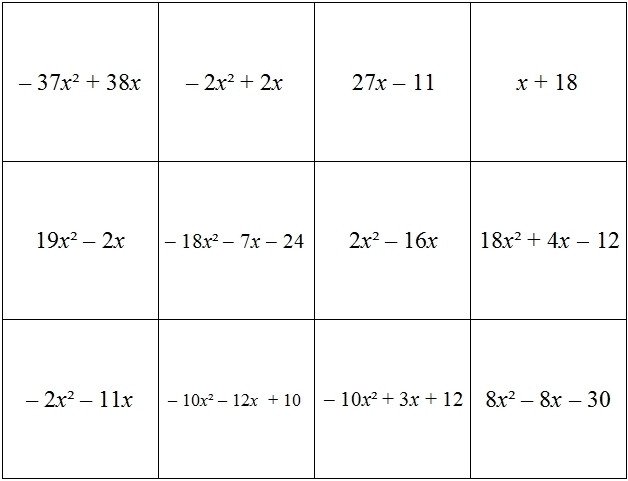 – 37x² + 38x
– 2x² + 2x
27x – 11
x + 18
19x² – 2x
– 18x² – 7x – 24
2x² – 16x
18x² + 4x – 12
– 2x² – 11x
– 10x² – 12x + 10
– 10x² + 3x + 12
8x² – 8x – 30